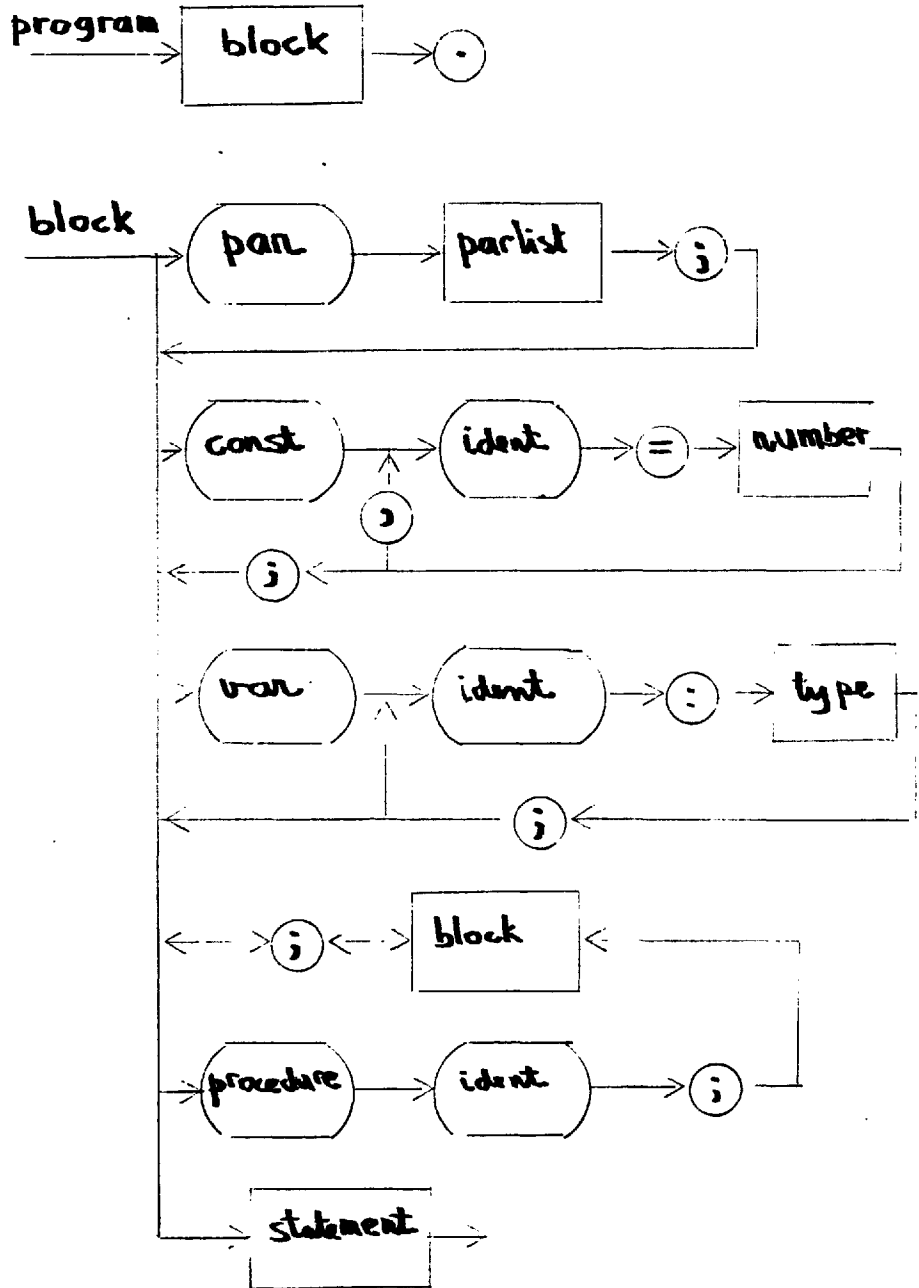 program block .
block
par parlist ;
const ident = number
,
;
var ident : type
;
; block
procedure ident ;
statement